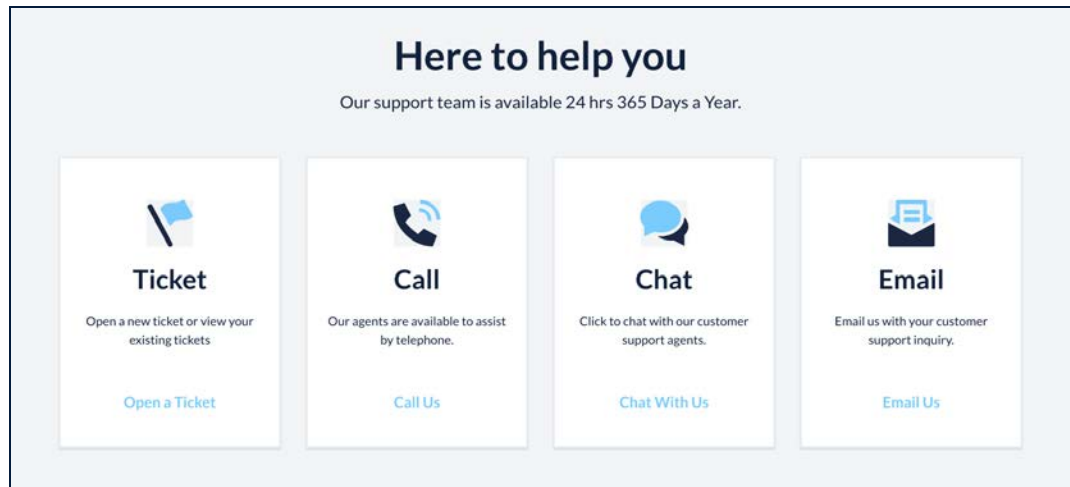 Here to help you
Our support team is available 24 hrs 365 Days a Year.
Ticket
Open a new ticket or view your
existing tickets
Open a Ticket
Call
Our agents are available to assist
by telephone.
Call Us
Chat
Click to chat with our customer
support agents.
Chat With Us
Email
Email us with your customer
support inquiry.
Email Us